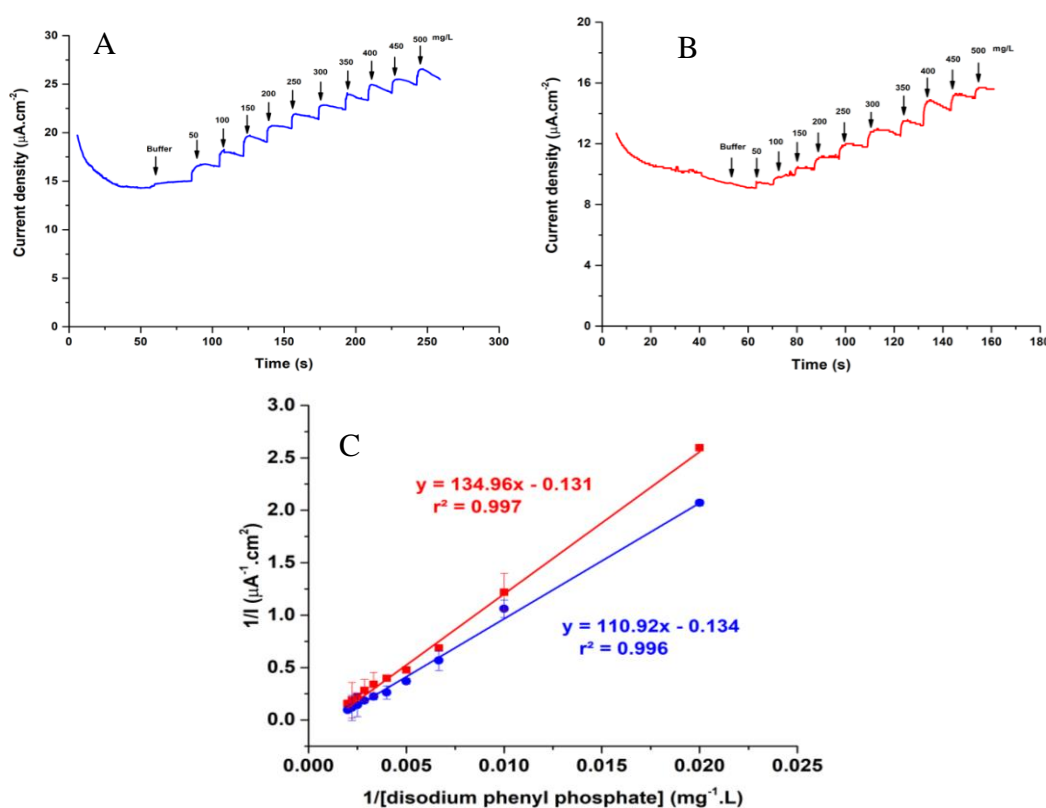 A
Current density (µA.cm-2)
30
25
20
15
10
5
0
Buffer
50
100
150
200
250
300
350
400
450
500 mg/L
0 50 100 150 200 250 300
Time (s)
B
Current density (µA.cm-2)
20
16
12
8
4
0
Buffer
50
100
150
200
250
300
350
400
450
500 mg/L
0 20 40 60 80 100 120 140 160 180
Time (s)
C
1/I (µA-1.cm2)
3.0
2.5
2.0
1.5
1.0
0.5
0.0
y = 134.96x - 0.131
r² = 0.997
y = 110.92x - 0.134
r² = 0.996
0.000 0.005 0.010 0.015 0.020 0.025
1/[disodium phenyl phosphate] (mg-1.L)